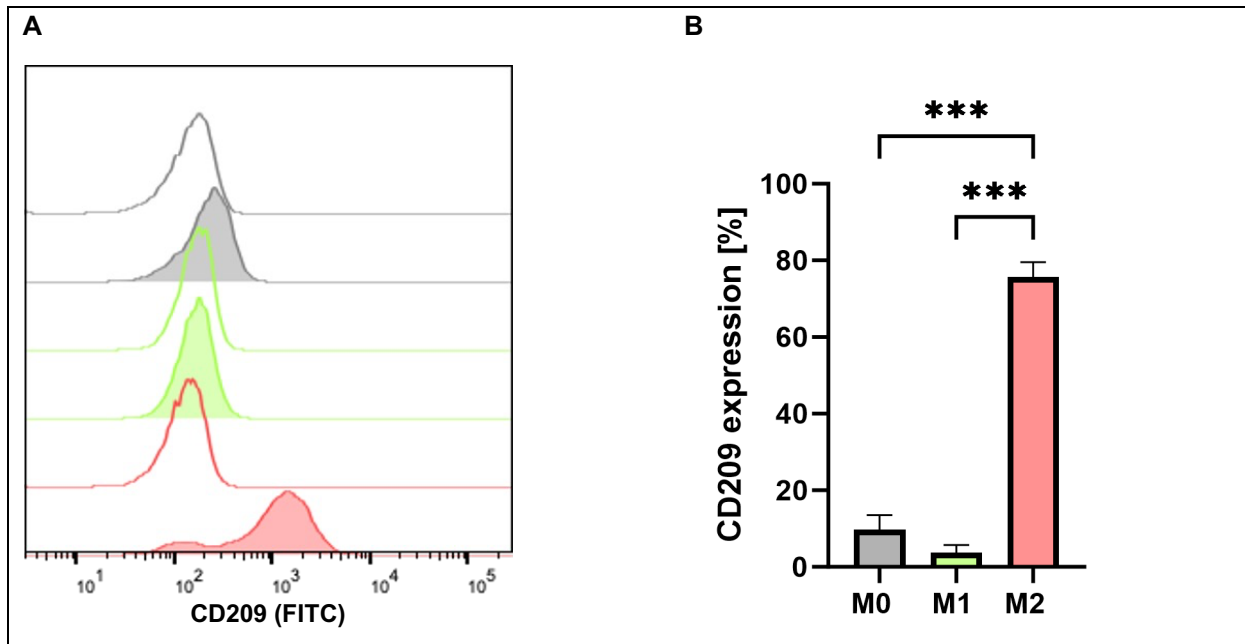 A
B
10¹ 10² 10³ 10⁴ 10⁵
CD209 (FITC)
***
***
CD209 expression [%]
100
80
60
40
20
0
M0 M1 M2